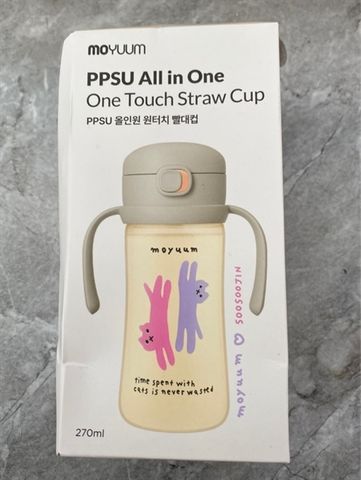 moyuum
PPSU All in One
One Touch Straw Cup
PPSU 올인원 원터치 빨대컵
moyuum
time spent with
cats is never wasted
moyuum ♡ SOOSOOJIN
270ml